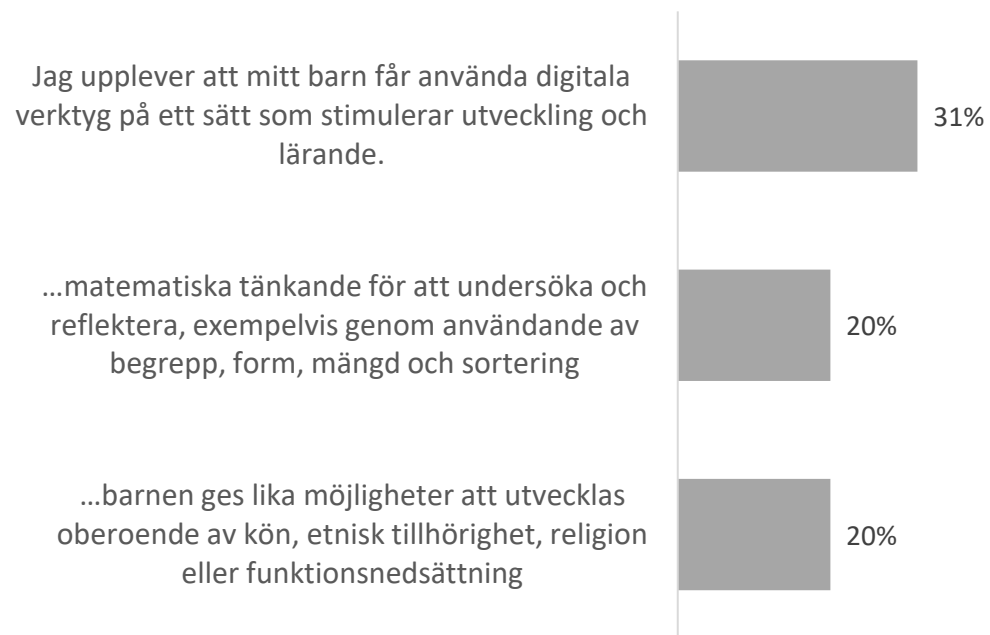 Jag upplever att mitt barn får använda digitala
verktyg på ett sätt som stimulerar utveckling och
lärande.
31%
…matematiska tänkande för att undersöka och
reflektera, exempelvis genom användande av
begrepp, form, mängd och sortering
20%
…barnen ges lika möjligheter att utvecklas
oberoende av kön, etnisk tillhörighet, religion
eller funktionsnedsättning
20%